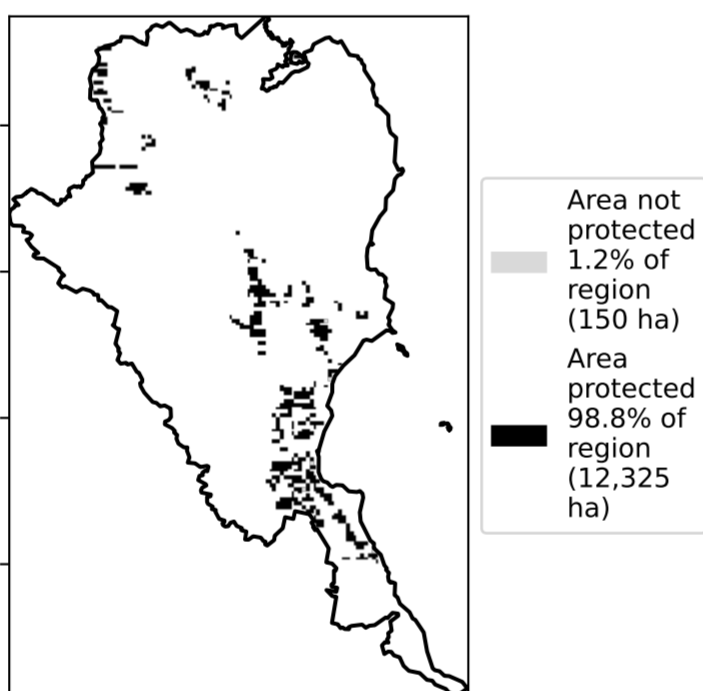 Area not
protected
1.2% of
region
(150 ha)
Area
protected
98.8% of
region
(12,325
ha)